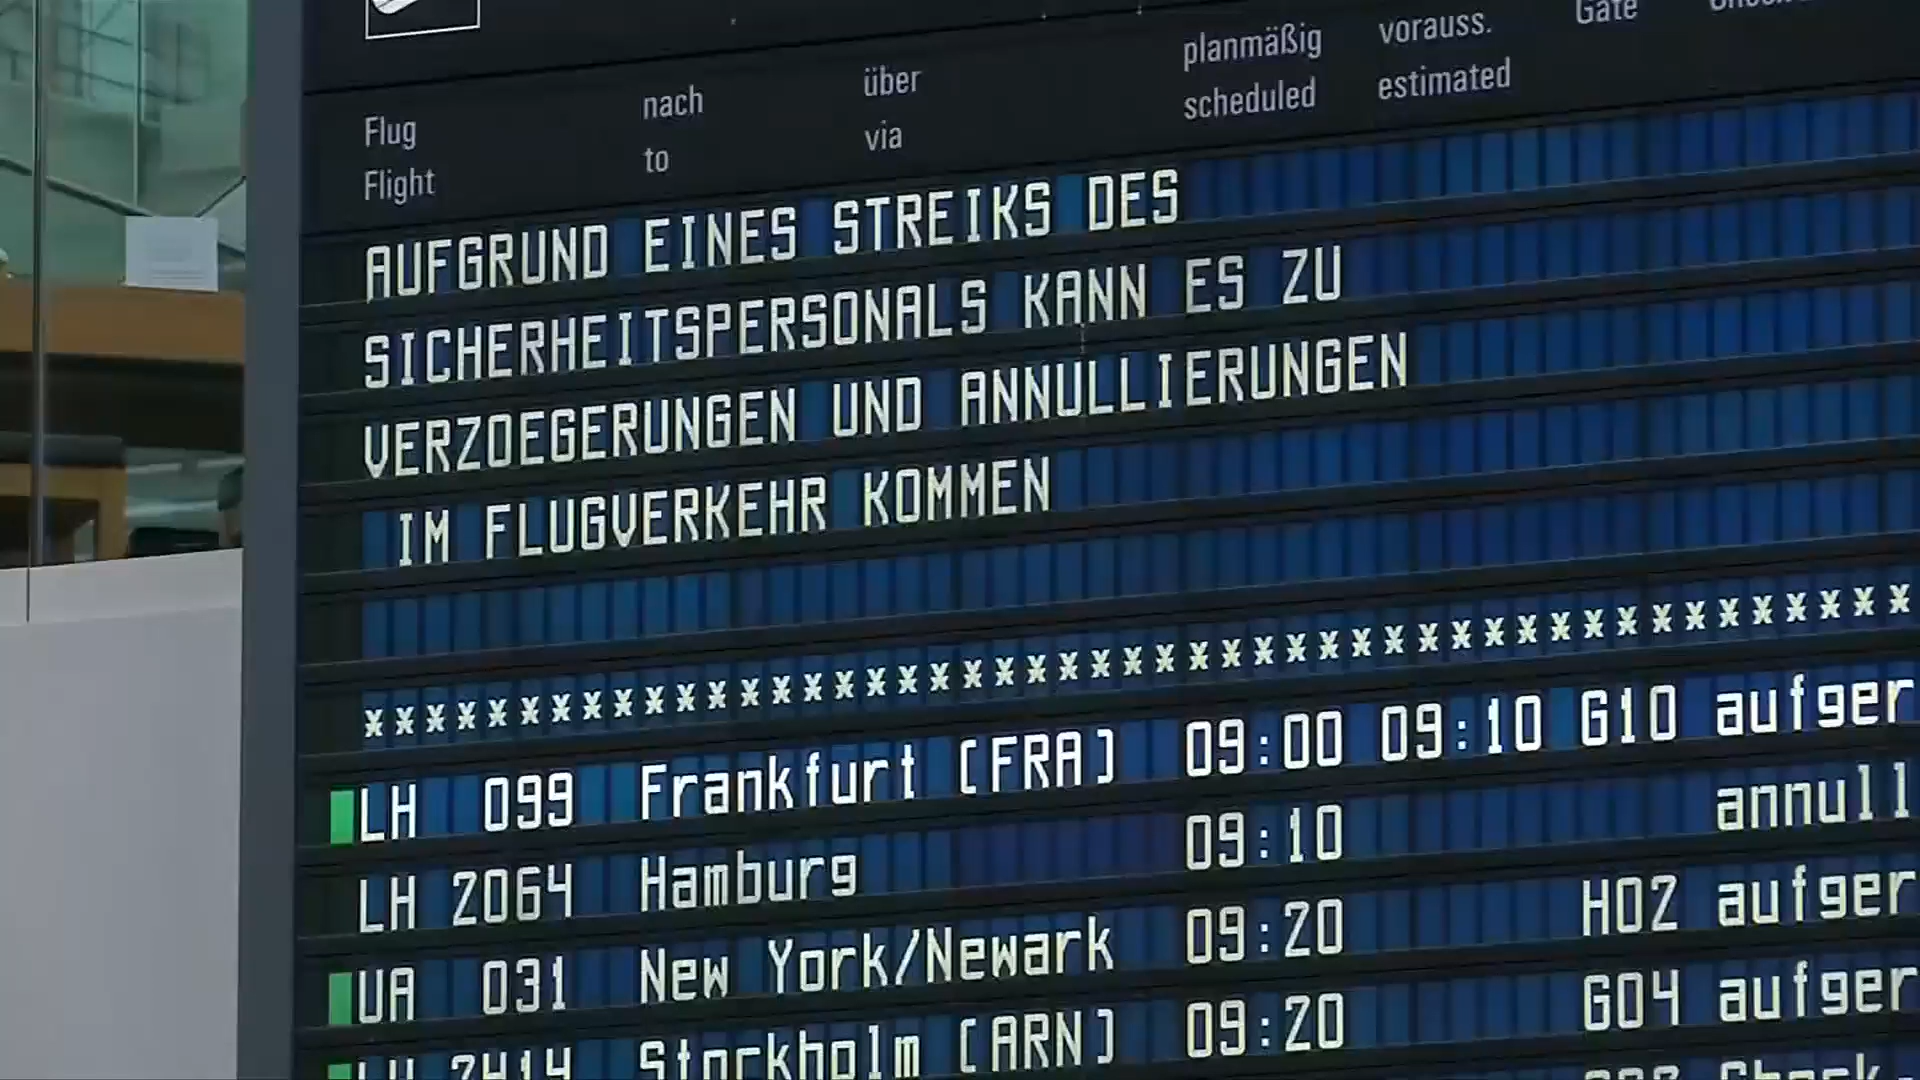 planmäßig vorauss. Gate
nach über scheduled estimated
Flug to via
Flight
AUFGRUND EINES STREIKS DES
SICHERHEITSPERSONALS KANN ES ZU
VERZOEGERUNGEN UND ANNULLIERUNGEN
IM FLUGVERKEHR KOMMEN
************************************************
LH 099 Frankfurt (FRA) 09:00 09:10 G10 aufger
LH 2064 Hamburg 09:10 annull
UA 031 New York/Newark 09:20 H02 aufger
LH 2414 Stockholm (ARN) 09:20 G04 aufger